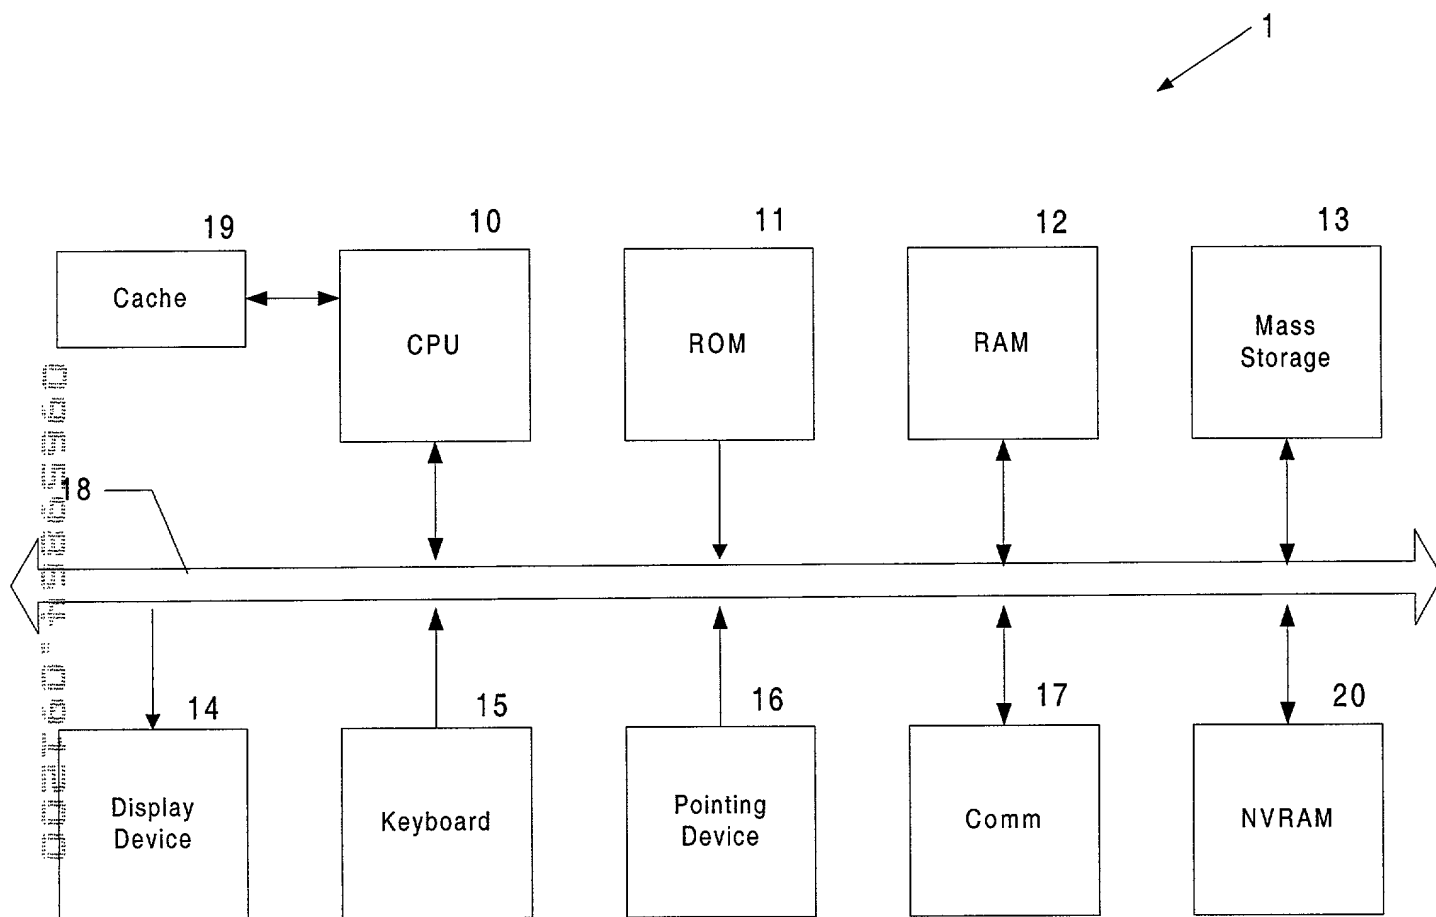 1
19
10
11
12
13
Cache
CPU
ROM
RAM
Mass
Storage
18
14
15
16
17
20
Display
Device
Keyboard
Pointing
Device
Comm
NVRAM